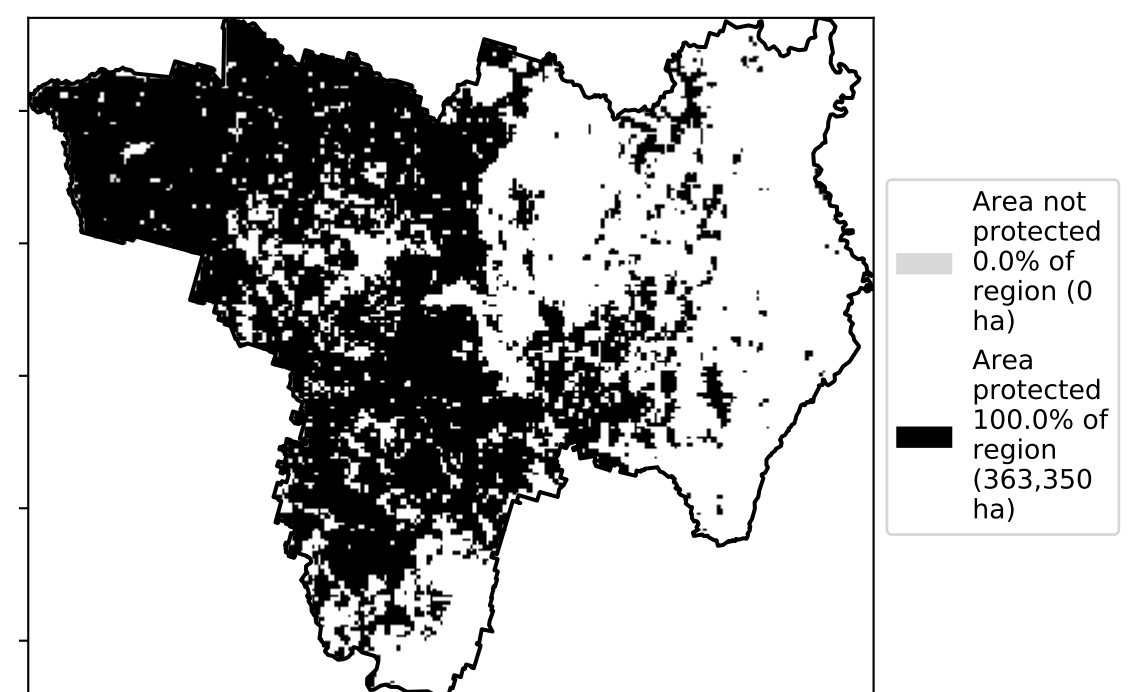 Area not
protected
0.0% of
region (0
ha)
Area
protected
100.0% of
region
(363,350
ha)